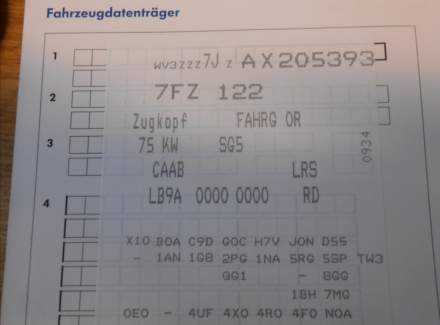 Fahrzeugdatenträger
1 WV3ZZZ7J Z AX205393
2 7FZ 122
Zugkopf FAHRG OR
3 75 KW SG5
0934
CAAB LRS
4 LB9A 0000 0000 RD
X10 B0A C9D G0C H7V J0N D55
- 1AN 1G8 2PG 1NA 5RG 5SP TW3
QG1 - 8GG
1BH 7MG
0E0 - 4UF 4X0 4R0 4F0 N0A